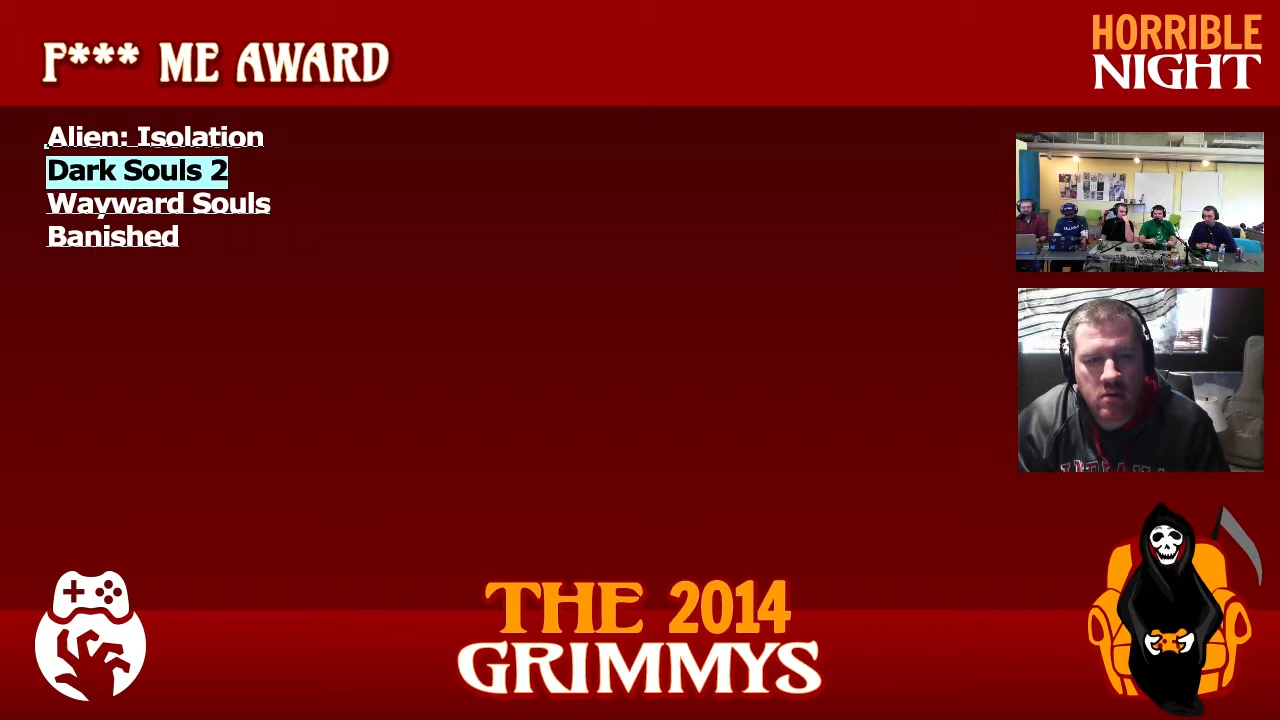 F*** ME AWARD
HORRIBLE
NIGHT
Alien: Isolation
Dark Souls 2
Wayward Souls
Banished
THE 2014
GRIMMYS